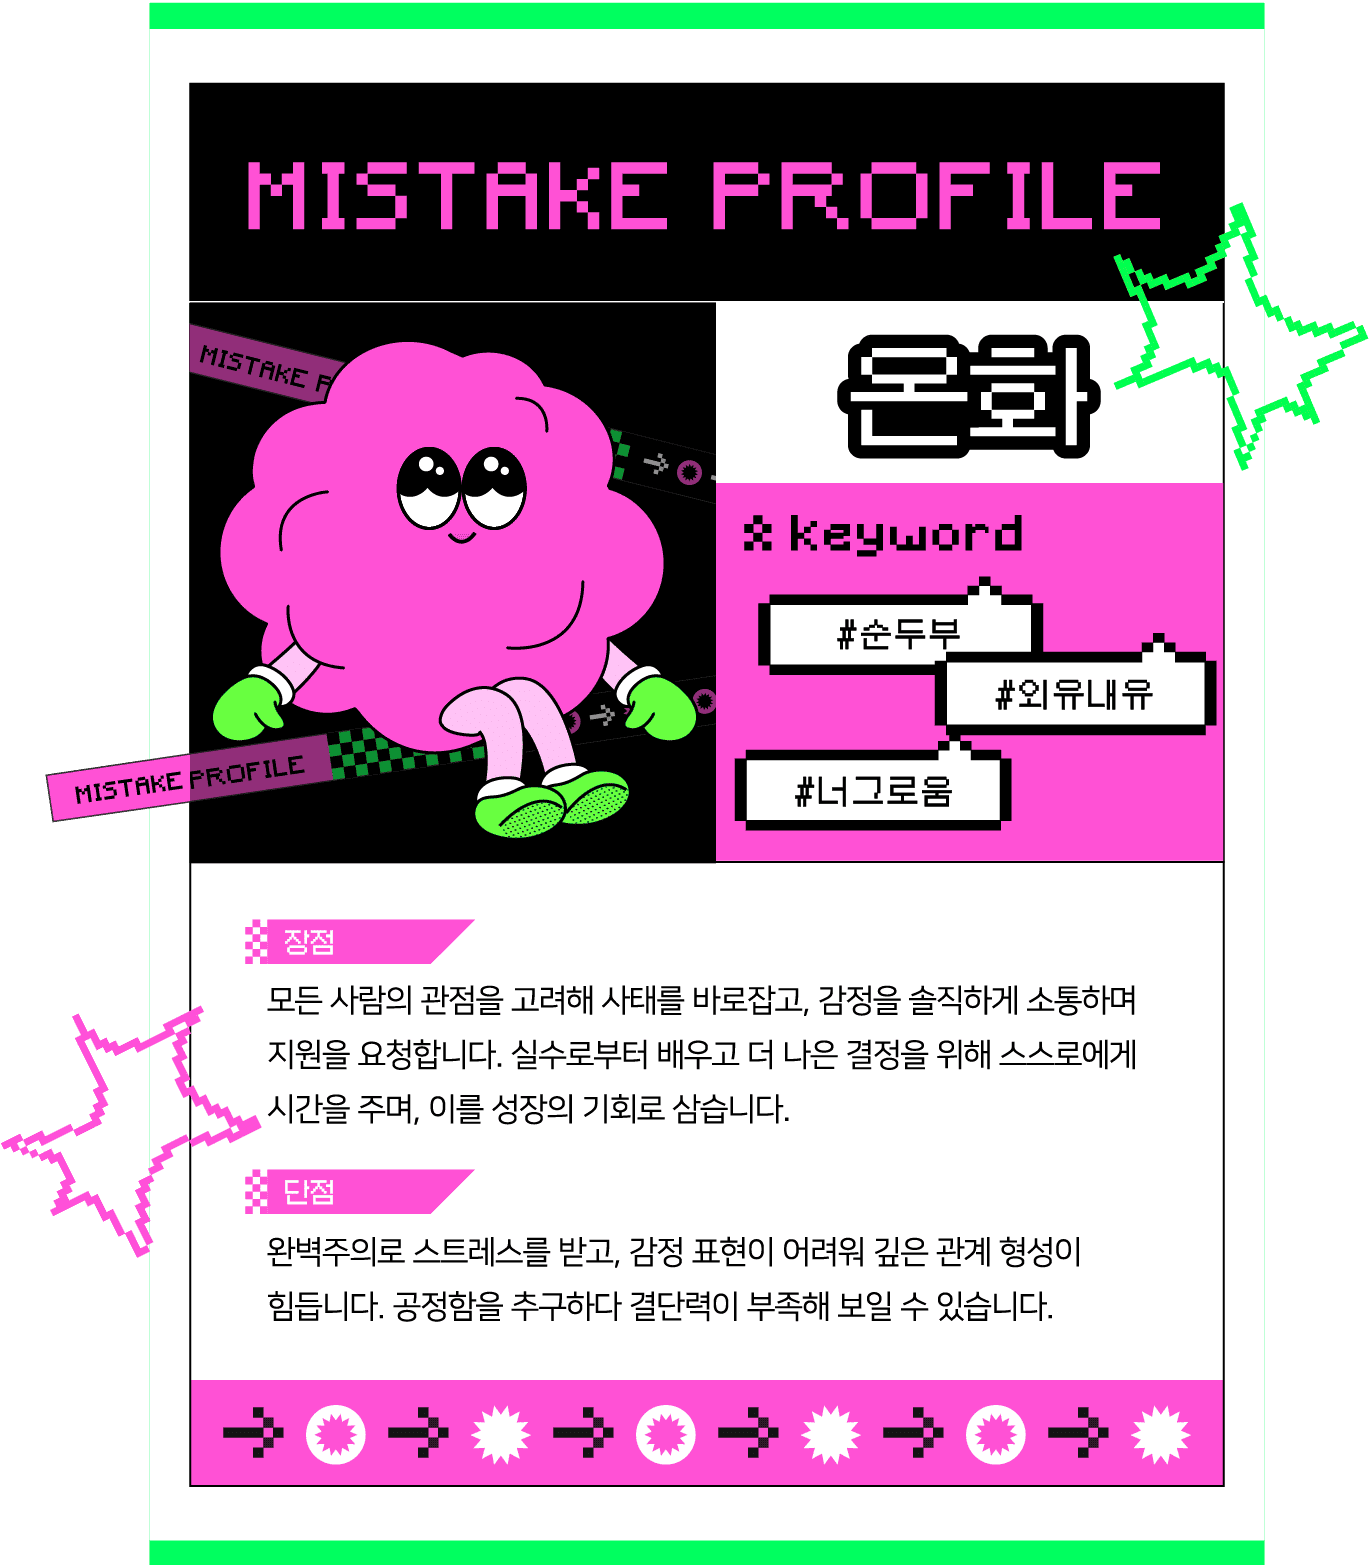 MISTAKE PROFILE
MISTAKE P
온화
keyword
#순두부
#외유내유
#너그로움
MISTAKE PROFILE
장점
모든 사람의 관점을 고려해 사태를 바로잡고, 감정을 솔직하게 소통하며
지원을 요청합니다. 실수로부터 배우고 더 나은 결정을 위해 스스로에게
시간을 주며, 이를 성장의 기회로 삼습니다.
단점
완벽주의로 스트레스를 받고, 감정 표현이 어려워 깊은 관계 형성이
힘듭니다. 공정함을 추구하다 결단력이 부족해 보일 수 있습니다.